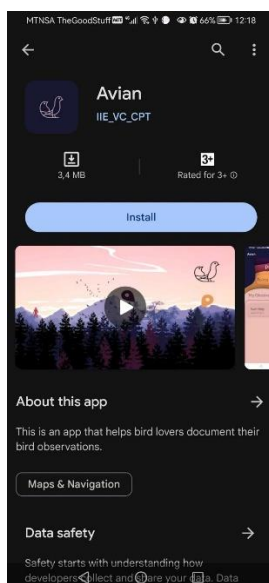 MTNSA TheGoodStuff 66% 12:18
Avian
IIE_VC_CPT
3,4 MB
3+
Rated for 3+
Install
About this app
This is an app that helps bird lovers document their
bird observations.
Maps & Navigation
Data safety
Safety starts with understanding how
developers collect and share your data. Data